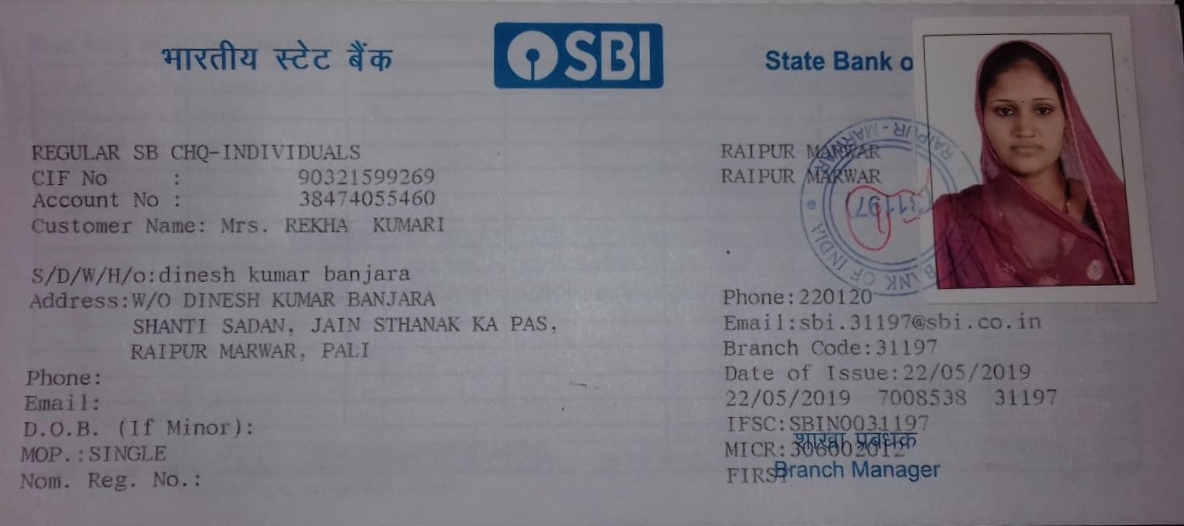 भारतीय स्टेट बैंक
SBI
State Bank o
REGULAR SB CHQ-INDIVIDUALS
CIF No : 90321599269
Account No : 38474055460
Customer Name: Mrs. REKHA KUMARI
S/D/W/H/o:dinesh kumar banjara
Address:W/O DINESH KUMAR BANJARA
SHANTI SADAN, JAIN STHANAK KA PAS,
RAIPUR MARWAR, PALI
Phone:
Email:
D.O.B. (If Minor):
MOP.:SINGLE
Nom. Reg. No.:
RAIPUR MARWAR
RAIPUR MARWAR
RAIPUR-MARWAR
BANK OF INDIA
31197
Phone:220120
Email:sbi.31197@sbi.co.in
Branch Code:31197
Date of Issue:22/05/2019
22/05/2019 7008538 31197
IFSC:SBIN0031197
MICR:306002012
शाखा प्रबंधक
FIRST
Branch Manager